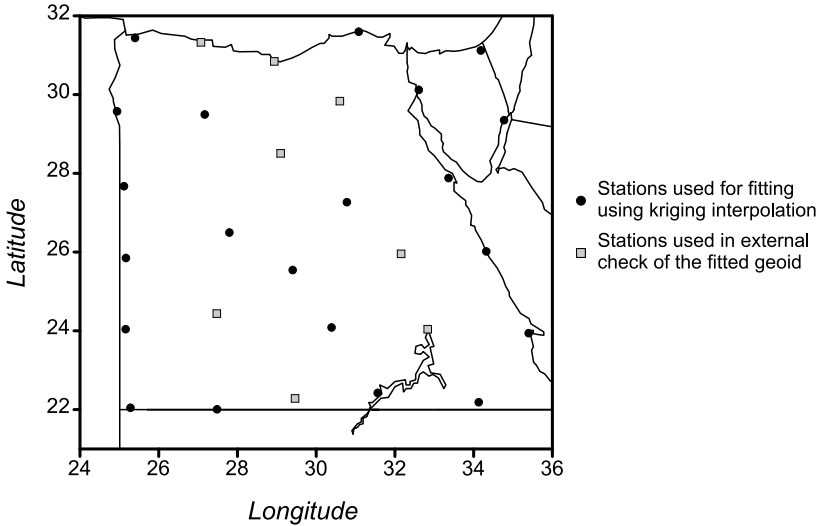 32
30
28
26
24
22
Latitude
24 26 28 30 32 34 36
Longitude
Stations used for fitting
using kriging interpolation
Stations used in external
check of the fitted geoid